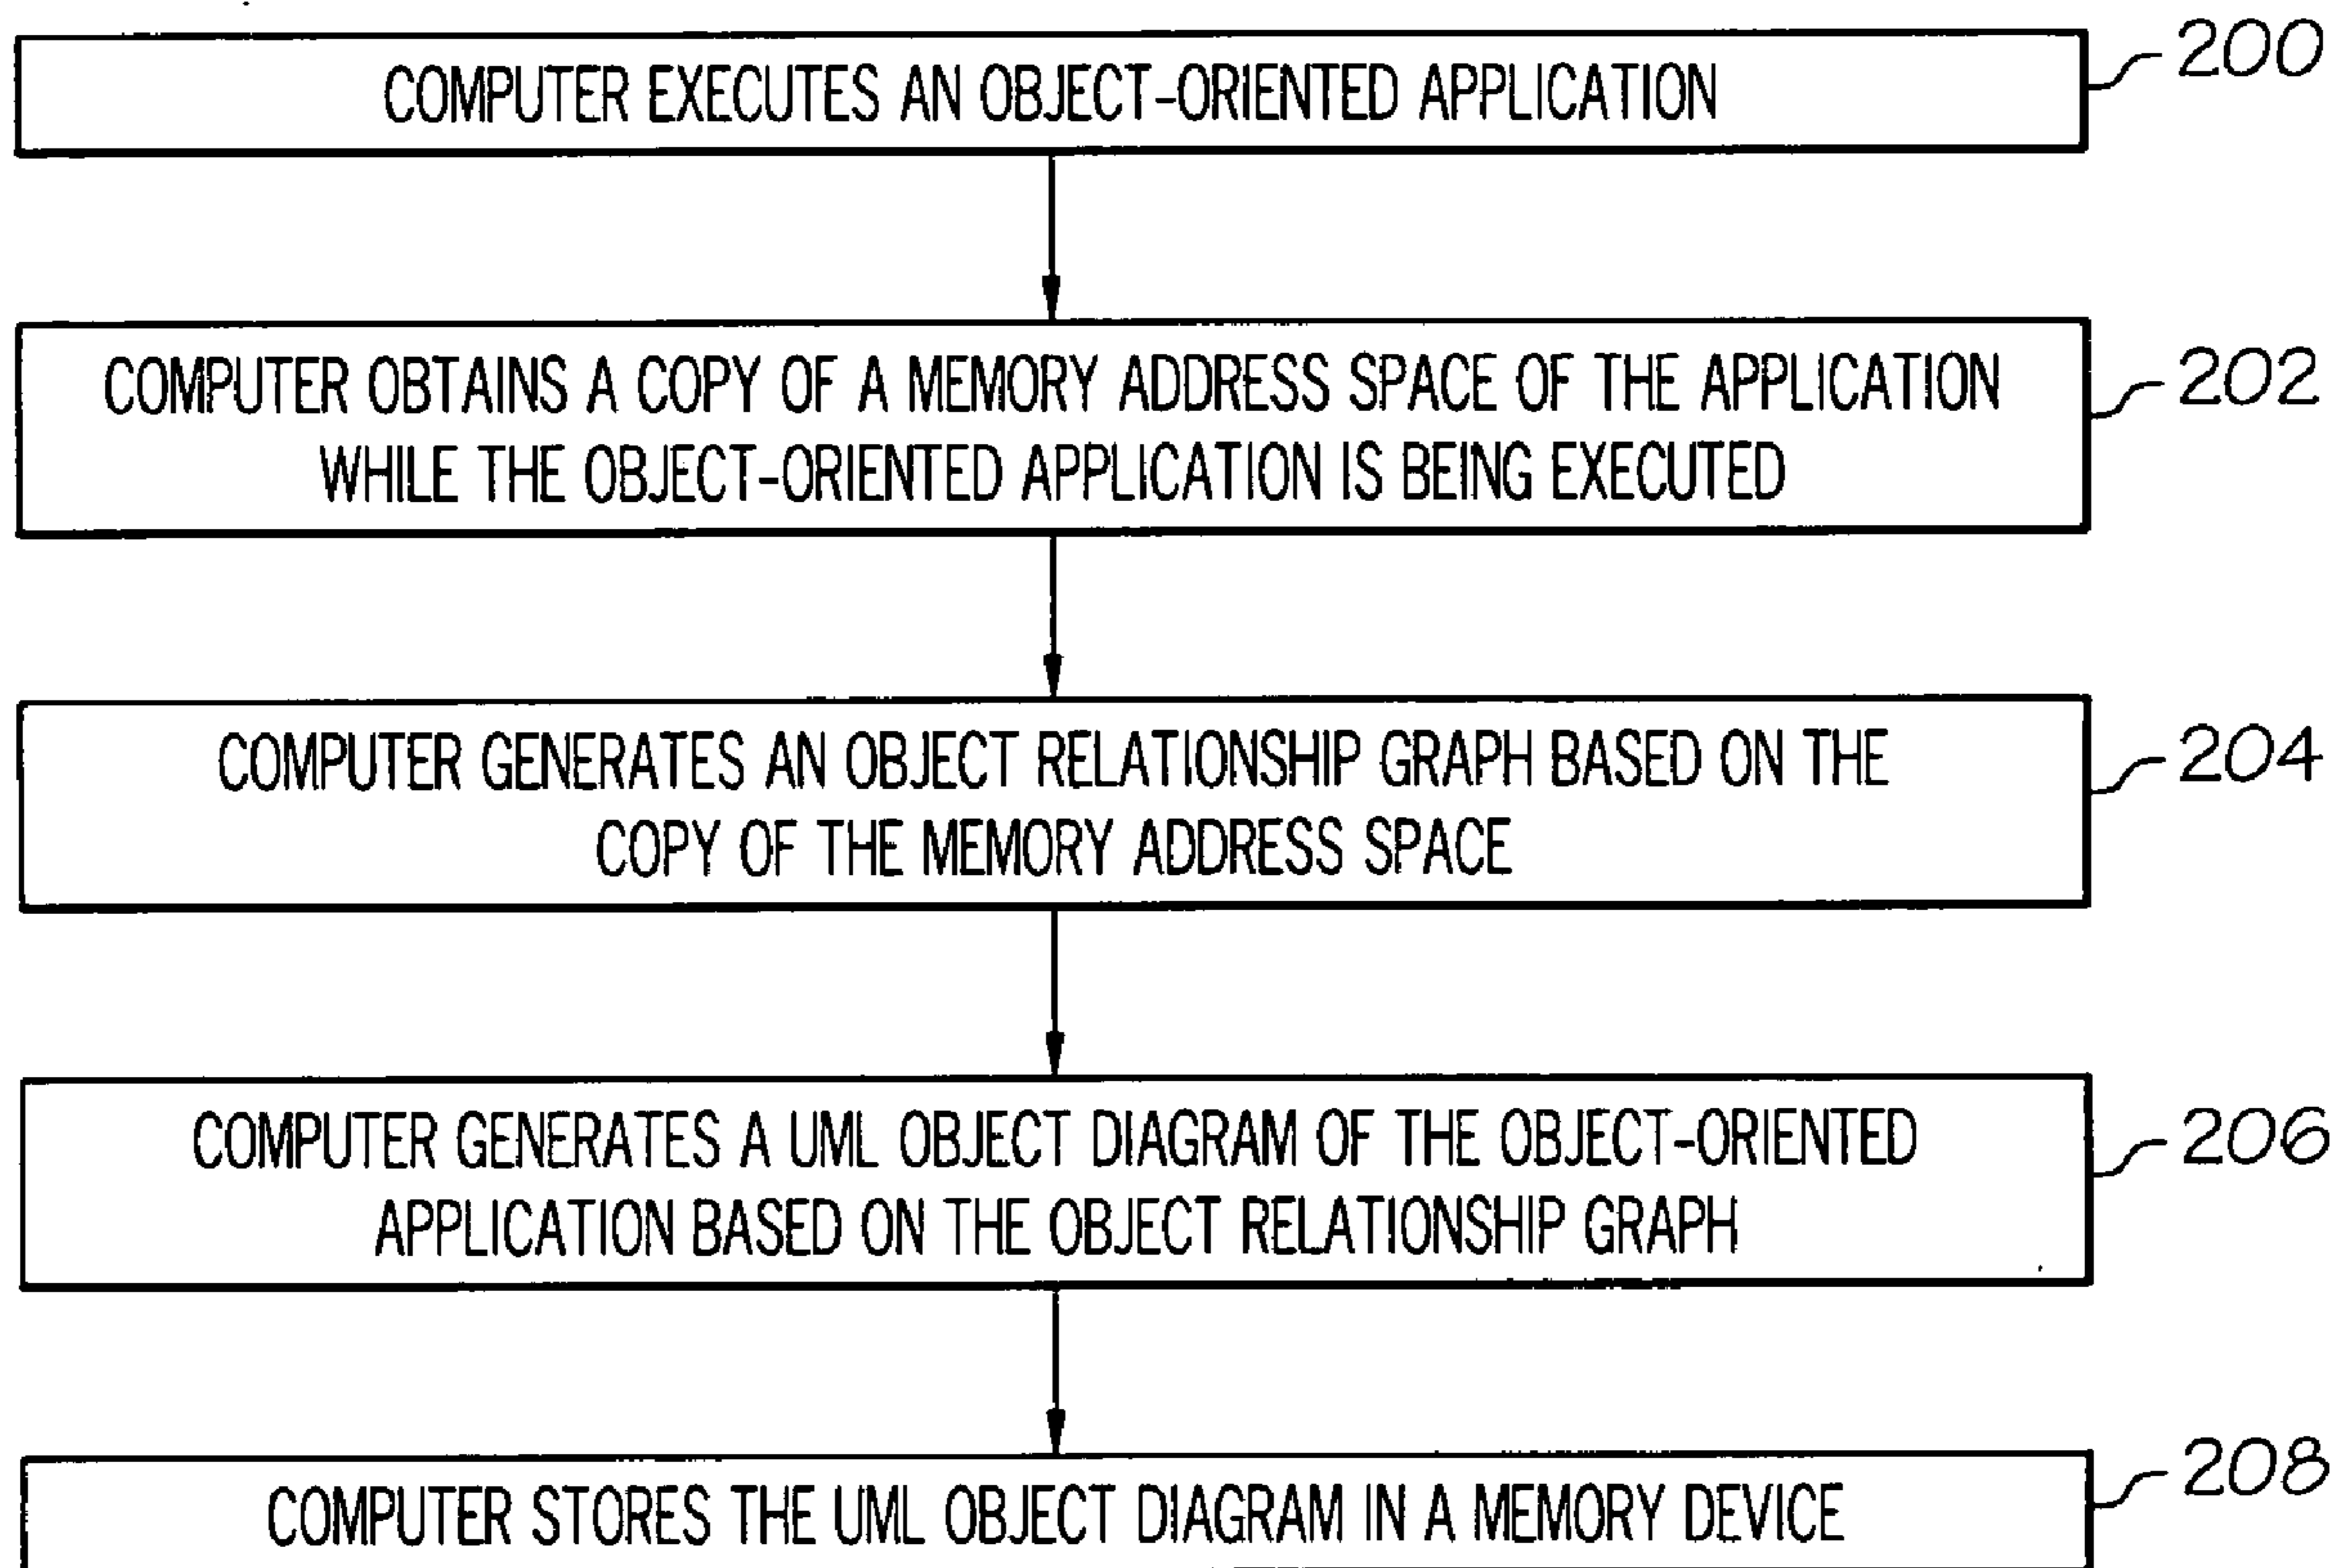 COMPUTER EXECUTES AN OBJECT-ORIENTED APPLICATION
200
COMPUTER OBTAINS A COPY OF A MEMORY ADDRESS SPACE OF THE APPLICATION
WHILE THE OBJECT-ORIENTED APPLICATION IS BEING EXECUTED
202
COMPUTER GENERATES AN OBJECT RELATIONSHIP GRAPH BASED ON THE
COPY OF THE MEMORY ADDRESS SPACE
204
COMPUTER GENERATES A UML OBJECT DIAGRAM OF THE OBJECT-ORIENTED
APPLICATION BASED ON THE OBJECT RELATIONSHIP GRAPH
206
COMPUTER STORES THE UML OBJECT DIAGRAM IN A MEMORY DEVICE
208